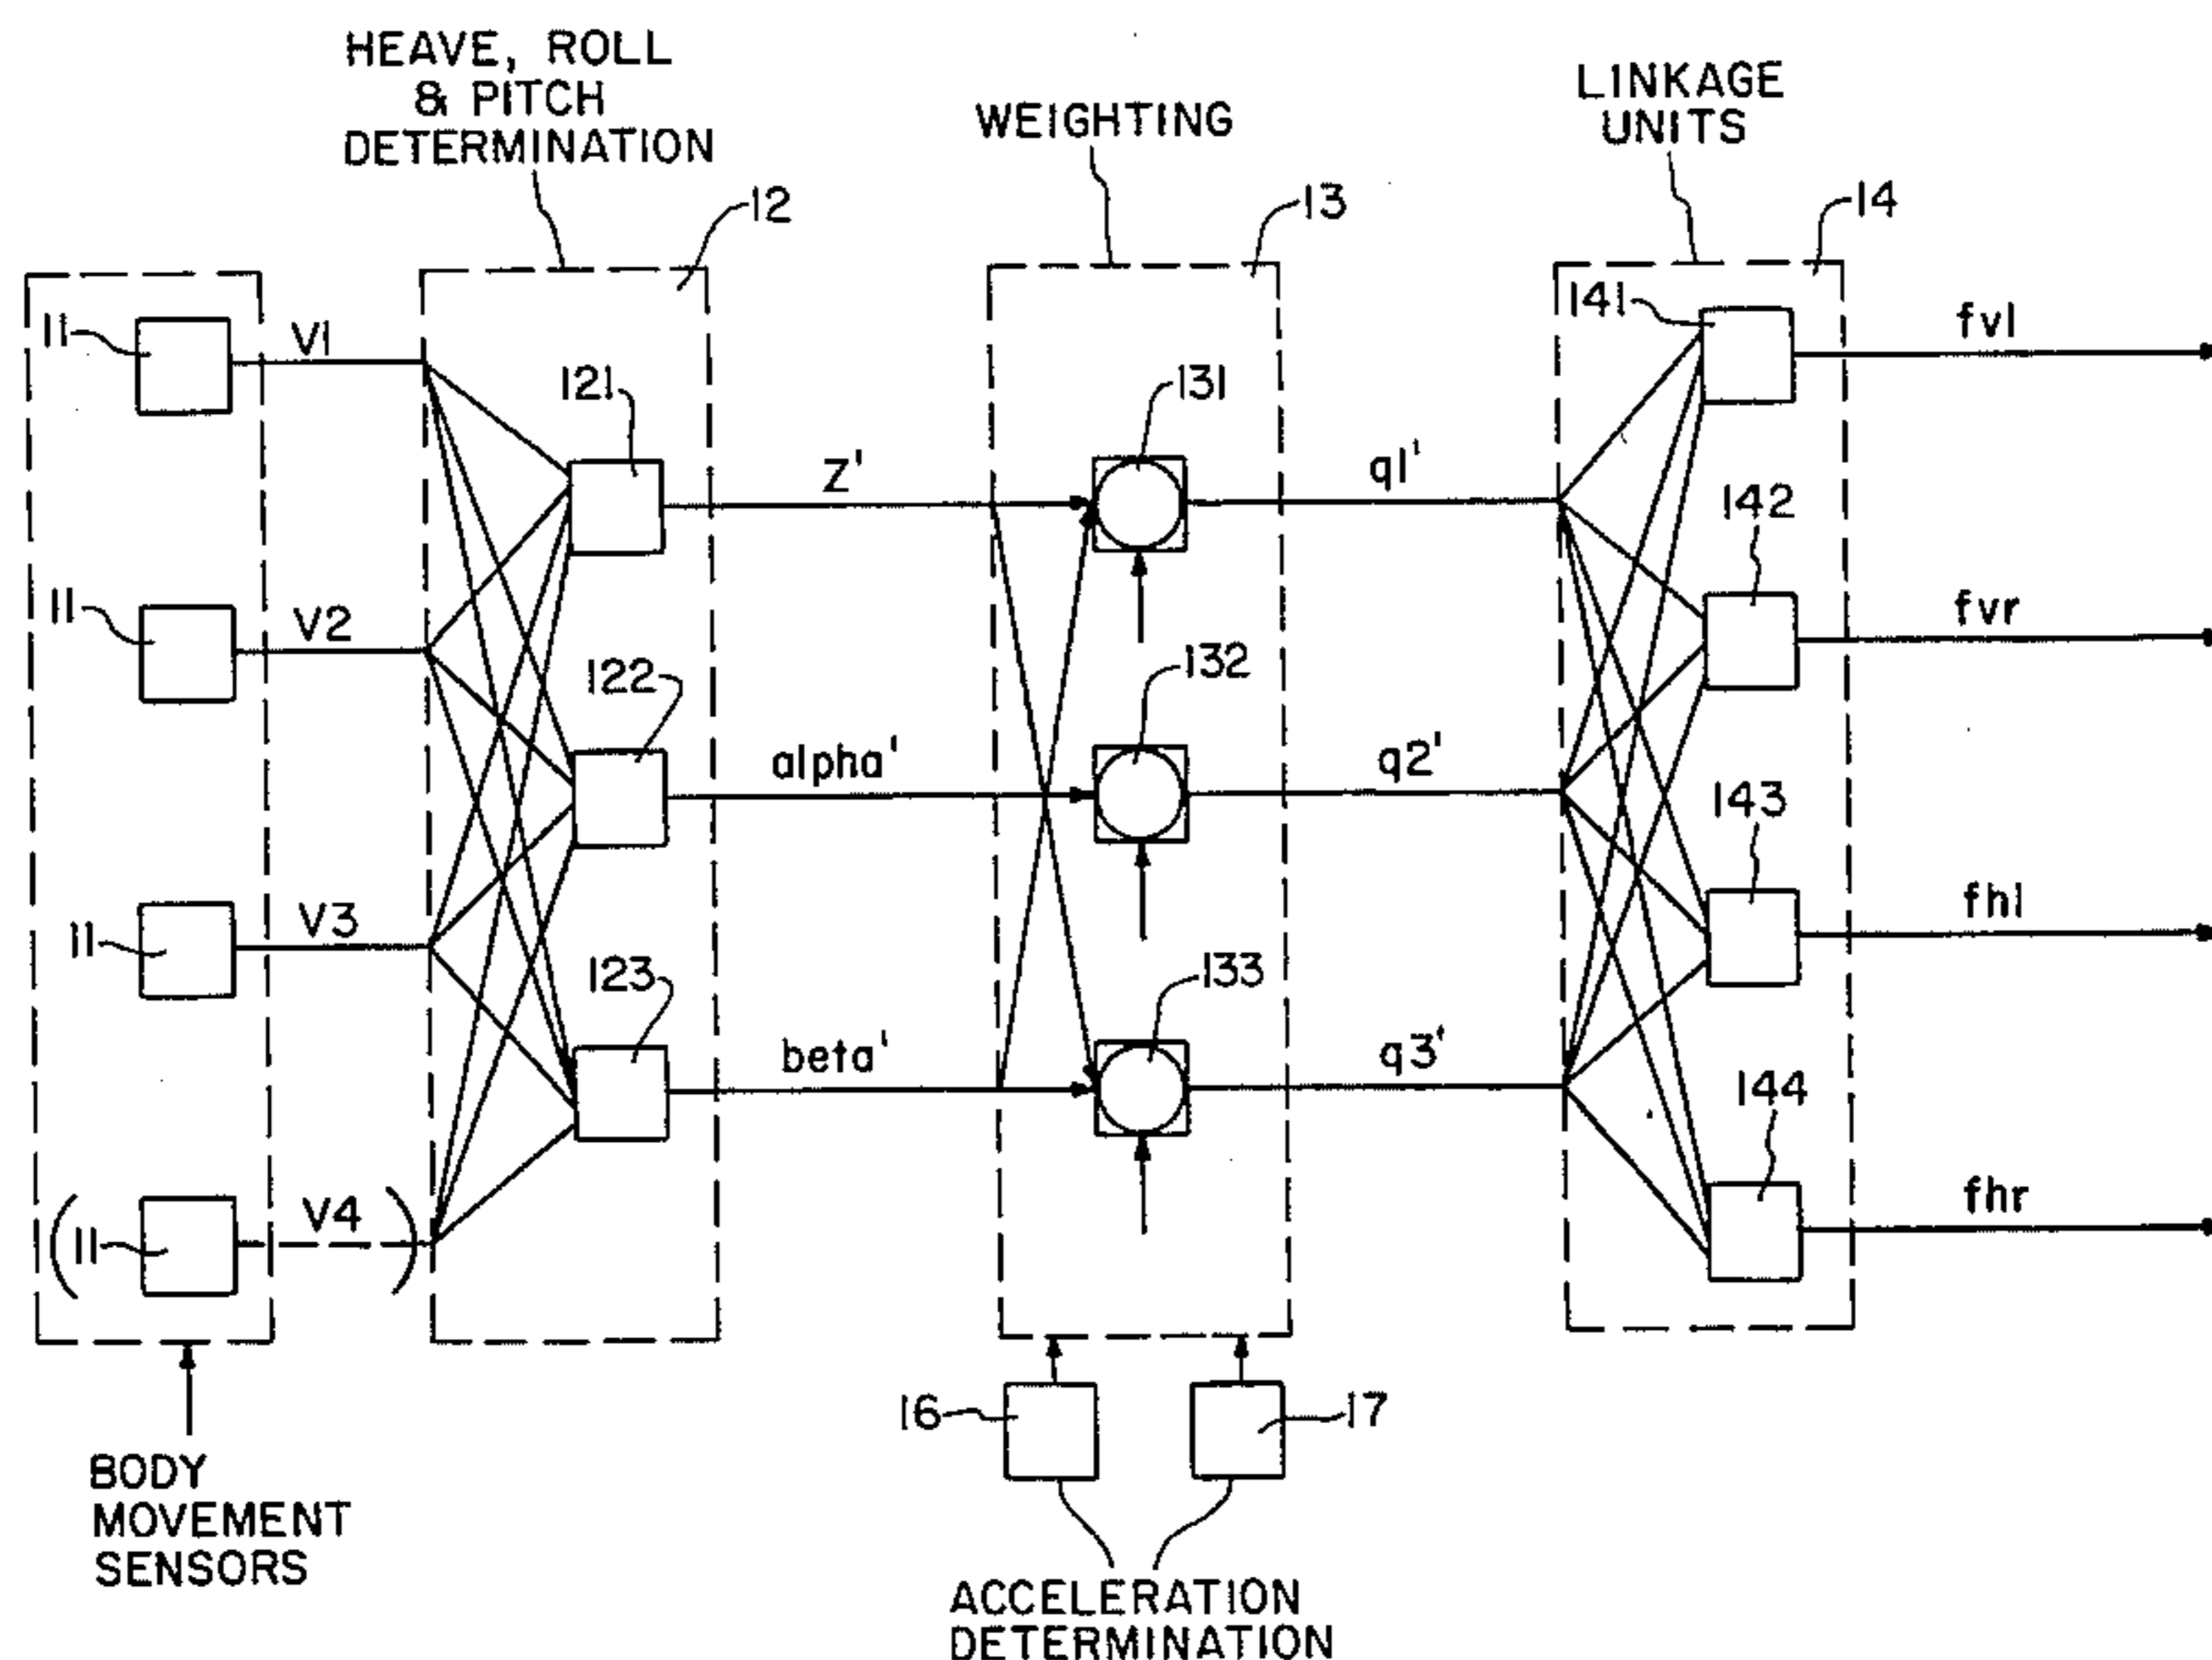 HEAVE, ROLL
& PITCH
DETERMINATION
WEIGHTING
LINKAGE
UNITS
12
13
14
11
V1
121
Z'
131
q1'
141
fvl
11
V2
122
alpha'
132
q2'
142
fvr
11
V3
123
beta'
133
q3'
143
fhl
(11
V4)
144
fhr
16
17
BODY
MOVEMENT
SENSORS
ACCELERATION
DETERMINATION